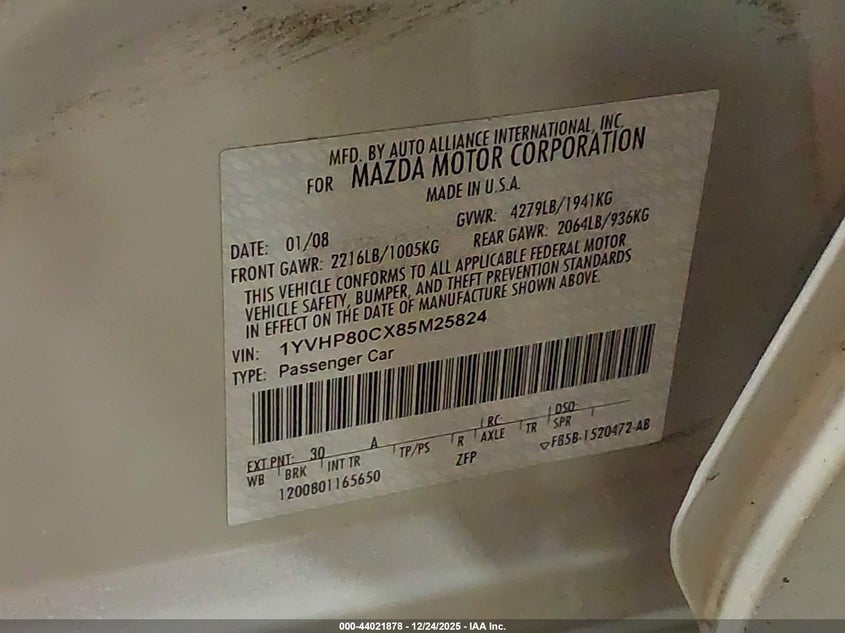 MFD. BY AUTO ALLIANCE INTERNATIONAL, INC.
FOR MAZDA MOTOR CORPORATION
MADE IN U.S.A.
DATE: 01/08 GVWR: 4279LB/1941KG
FRONT GAWR: 2216LB/1005KG REAR GAWR: 2064LB/936KG
THIS VEHICLE CONFORMS TO ALL APPLICABLE FEDERAL MOTOR
VEHICLE SAFETY, BUMPER, AND THEFT PREVENTION STANDARDS
IN EFFECT ON THE DATE OF MANUFACTURE SHOWN ABOVE.
VIN: 1YVHP80CX85M25824
TYPE: Passenger Car
EXT PNT: 30 A RC DSO
WB BRK INT TR TP/PS R AXLE TR SPR
1200801165650 ZFP F85B-1520472-AB
000-44021878 - 12/24/2025 - IAA Inc.